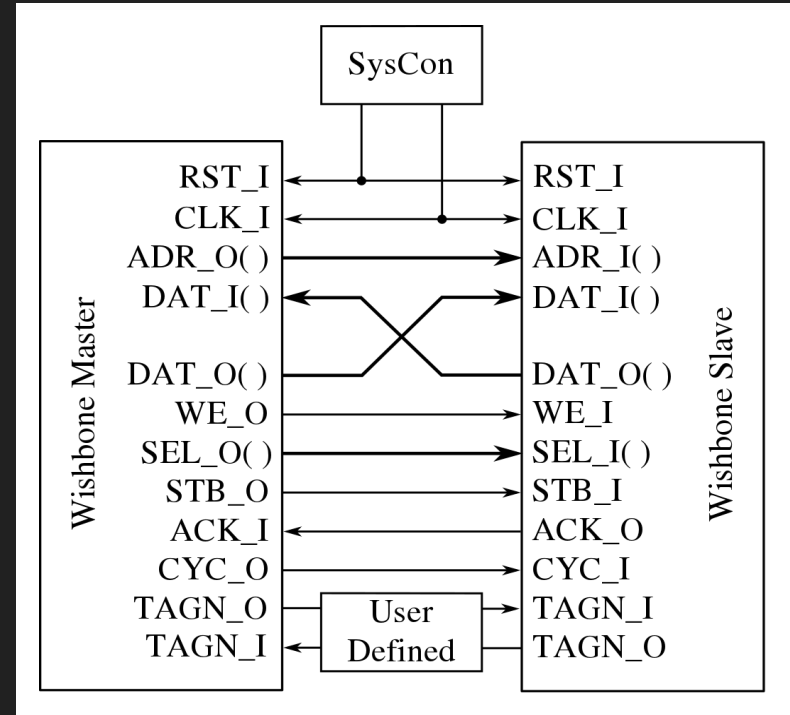 SysCon
Wishbone Master
RST_I
CLK_I
ADR_O( )
DAT_I( )
DAT_O( )
WE_O
SEL_O( )
STB_O
ACK_I
CYC_O
TAGN_O
TAGN_I
User
Defined
RST_I
CLK_I
ADR_I( )
DAT_I( )
DAT_O( )
WE_I
SEL_I( )
STB_I
ACK_O
CYC_I
TAGN_I
TAGN_O
Wishbone Slave